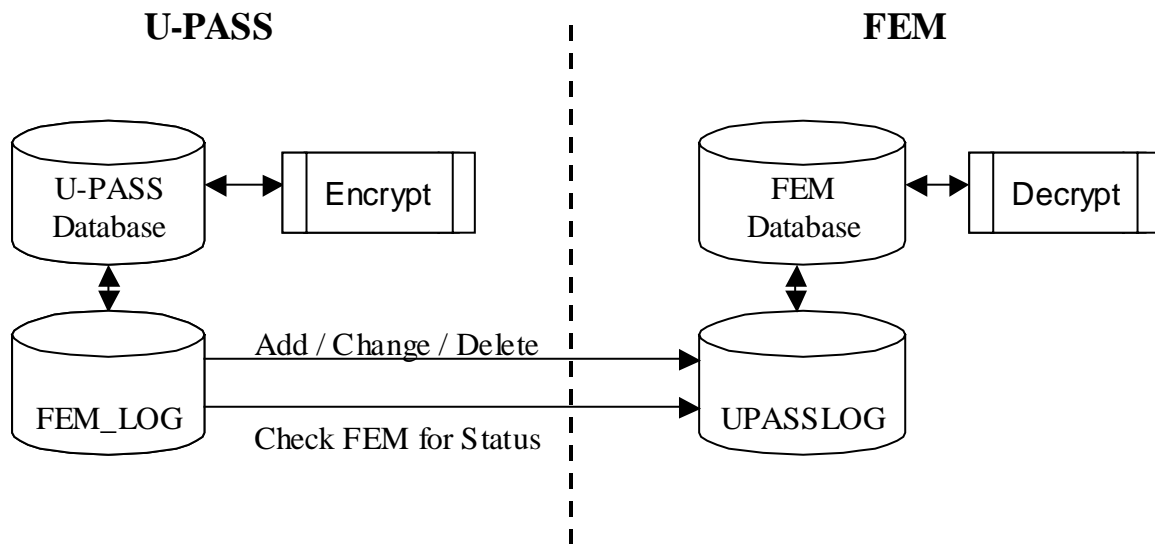 U-PASS
FEM
U-PASS
Database
Encrypt
FEM
Database
Decrypt
Add / Change / Delete
FEM_LOG
UPASSLOG
Check FEM for Status